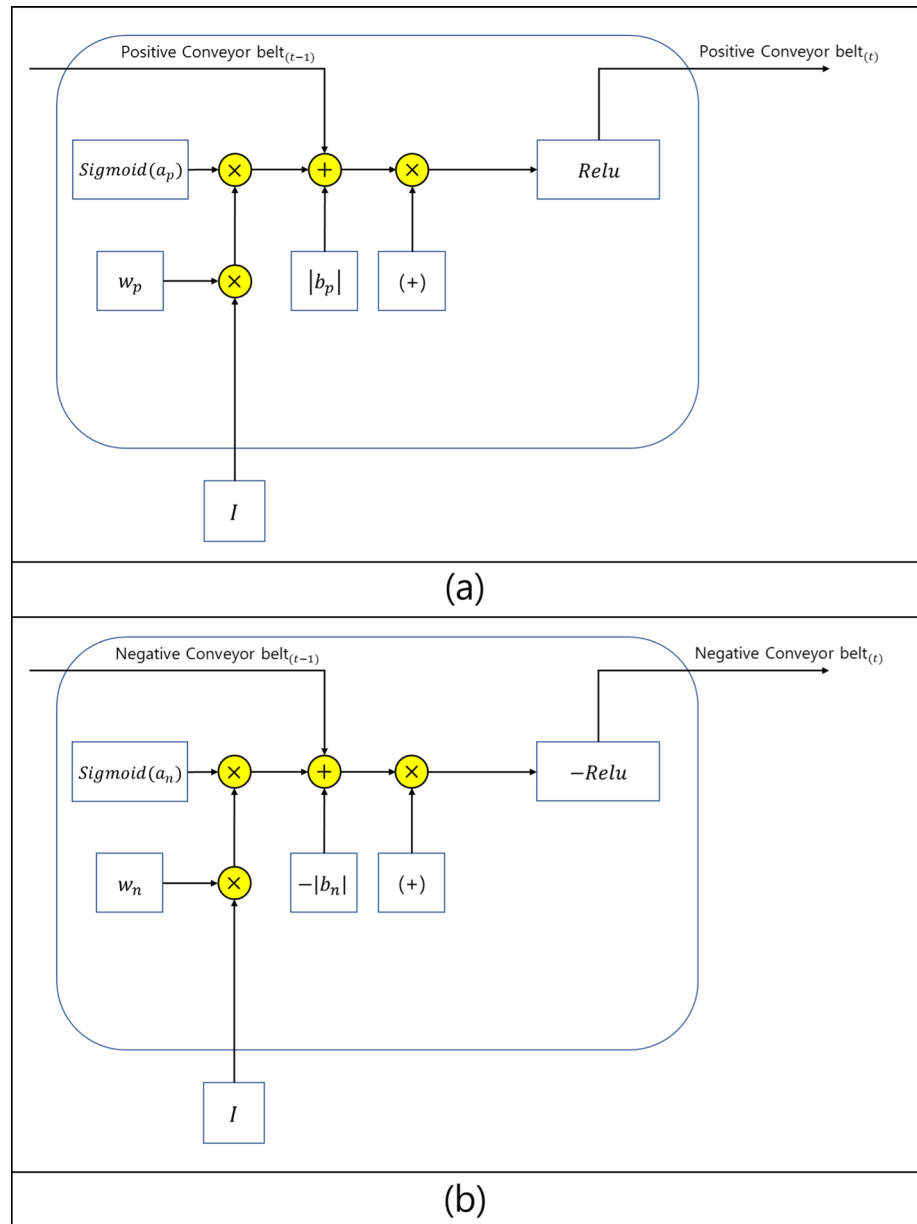 Positive Conveyor belt₍ₜ₋₁₎ Positive Conveyor belt₍ₜ₎
Sigmoid(aₚ) × + × Relu
wₚ × |bₚ| (+)
I
(a)
Negative Conveyor belt₍ₜ₋₁₎ Negative Conveyor belt₍ₜ₎
Sigmoid(aₙ) × + × −Relu
wₙ × −|bₙ| (+)
I
(b)